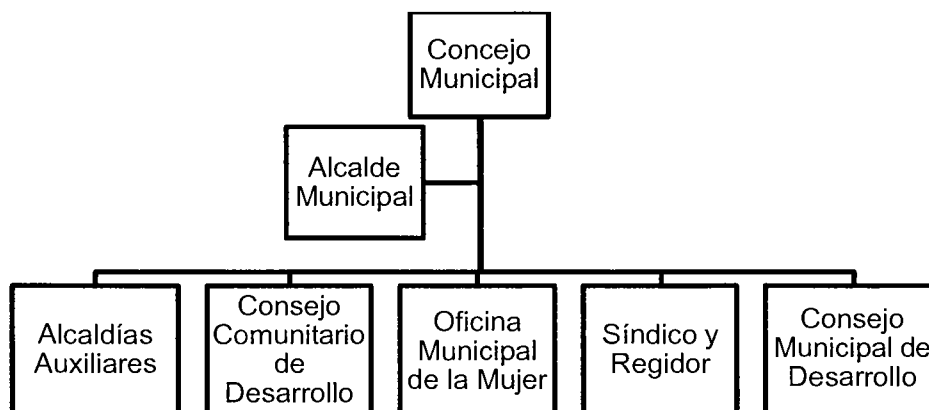 Concejo
Municipal
Alcalde
Municipal
Alcaldías
Auxiliares
Consejo
Comunitario
de
Desarrollo
Oficina
Municipal
de la Mujer
Síndico y
Regidor
Consejo
Municipal de
Desarrollo